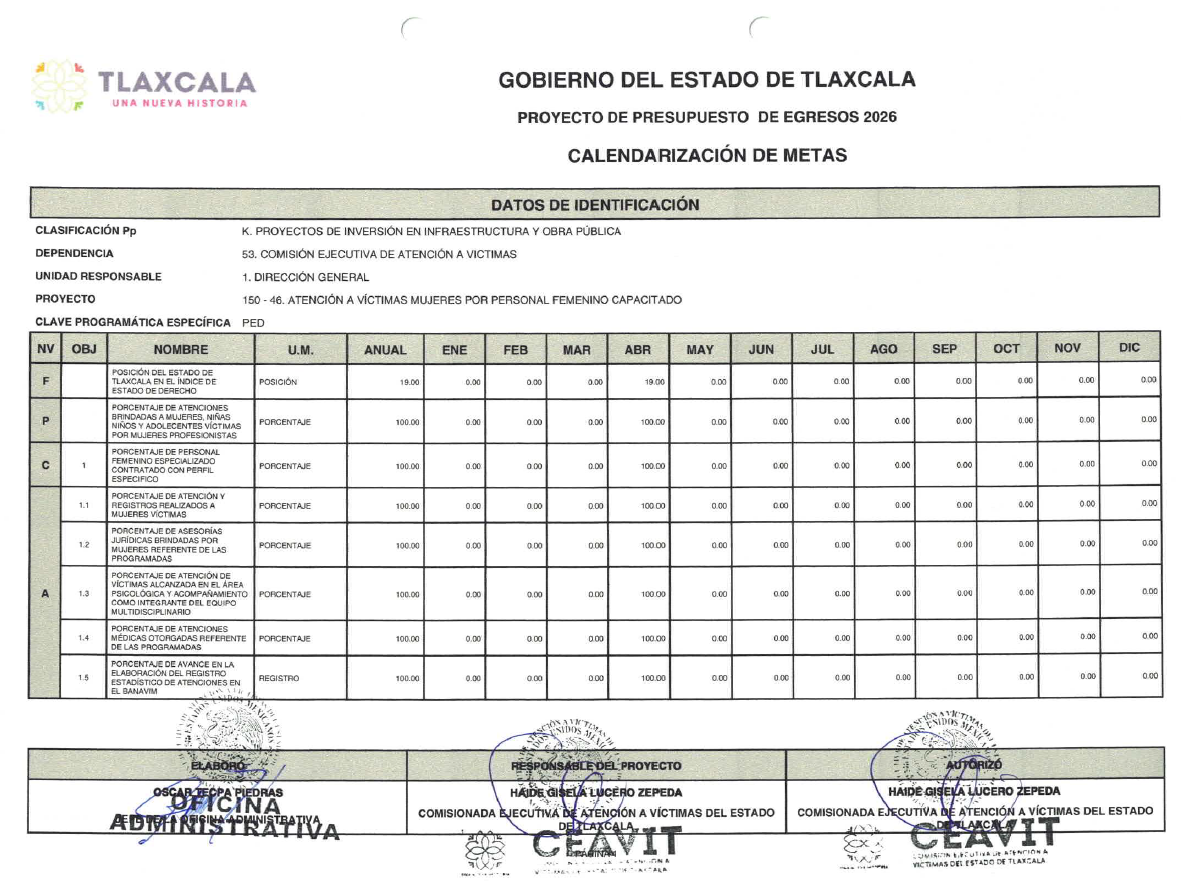 TLAXCALA
UNA NUEVA HISTORIA
GOBIERNO DEL ESTADO DE TLAXCALA
PROYECTO DE PRESUPUESTO DE EGRESOS 2026
CALENDARIZACIÓN DE METAS
DATOS DE IDENTIFICACIÓN
CLASIFICACIÓN Pp K. PROYECTOS DE INVERSIÓN EN INFRAESTRUCTURA Y OBRA PÚBLICA
DEPENDENCIA 53. COMISIÓN EJECUTIVA DE ATENCIÓN A VICTIMAS
UNIDAD RESPONSABLE 1. DIRECCIÓN GENERAL
PROYECTO 150 - 46. ATENCIÓN A VÍCTIMAS MUJERES POR PERSONAL FEMENINO CAPACITADO
CLAVE PROGRAMÁTICA ESPECÍFICA PED
NV OBJ NOMBRE U.M. ANUAL ENE FEB MAR ABR MAY JUN JUL AGO SEP OCT NOV DIC
POSICIÓN DEL ESTADO DE
TLAXCALA EN EL ÍNDICE DE
ESTADO DE DERECHO
F POSICIÓN 19.00 0.00 0.00 0.00 19.00 0.00 0.00 0.00 0.00 0.00 0.00 0.00 0.00
PORCENTAJE DE ATENCIONES
BRINDADAS A MUJERES, NIÑAS
NIÑOS Y ADOLECENTES VÍCTIMAS
POR MUJERES PROFESIONISTAS
P PORCENTAJE 100.00 0.00 0.00 0.00 100.00 0.00 0.00 0.00 0.00 0.00 0.00 0.00 0.00
PORCENTAJE DE PERSONAL
FEMENINO ESPECIALIZADO
CONTRATADO CON PERFIL
ESPECIFICO
C 1 PORCENTAJE 100.00 0.00 0.00 0.00 100.00 0.00 0.00 0.00 0.00 0.00 0.00 0.00 0.00
PORCENTAJE DE ATENCIÓN Y
REGISTROS REALIZADOS A
MUJERES VÍCTIMAS
1.1 PORCENTAJE 100.00 0.00 0.00 0.00 100.00 0.00 0.00 0.00 0.00 0.00 0.00 0.00 0.00
PORCENTAJE DE ASESORÍAS
JURÍDICAS BRINDADAS POR
MUJERES REFERENTE DE LAS
PROGRAMADAS
1.2 PORCENTAJE 100.00 0.00 0.00 0.00 100.00 0.00 0.00 0.00 0.00 0.00 0.00 0.00 0.00
PORCENTAJE DE ATENCIÓN DE
VÍCTIMAS ALCANZADA EN EL ÁREA
PSICOLÓGICA Y ACOMPAÑAMIENTO
COMO INTEGRANTE DEL EQUIPO
MULTIDISCIPLINARIO
A 1.3 PORCENTAJE 100.00 0.00 0.00 0.00 100.00 0.00 0.00 0.00 0.00 0.00 0.00 0.00 0.00
PORCENTAJE DE ATENCIONES
MÉDICAS OTORGADAS REFERENTE
DE LAS PROGRAMADAS
1.4 PORCENTAJE 100.00 0.00 0.00 0.00 100.00 0.00 0.00 0.00 0.00 0.00 0.00 0.00 0.00
PORCENTAJE DE AVANCE EN LA
ELABORACIÓN DEL REGISTRO
ESTADÍSTICO DE ATENCIONES EN
EL BANAVIM
1.5 REGISTRO 100.00 0.00 0.00 0.00 100.00 0.00 0.00 0.00 0.00 0.00 0.00 0.00 0.00
ELABORÓ
OSCAR TECPA PIEDRAS
JEFE DE LA OFICINA ADMINISTRATIVA
OFICINA
ADMINISTRATIVA
RESPONSABLE DEL PROYECTO
HAIDE GISELA LUCERO ZEPEDA
COMISIONADA EJECUTIVA DE ATENCIÓN A VÍCTIMAS DEL ESTADO
DE TLAXCALA
CEAVIT
AUTORIZÓ
HAIDE GISELA LUCERO ZEPEDA
COMISIONADA EJECUTIVA DE ATENCIÓN A VÍCTIMAS DEL ESTADO
DE TLAXCALA
CEAVIT
COMISIÓN EJECUTIVA DE ATENCIÓN A
VICTIMAS DEL ESTADO DE TLAXCALA